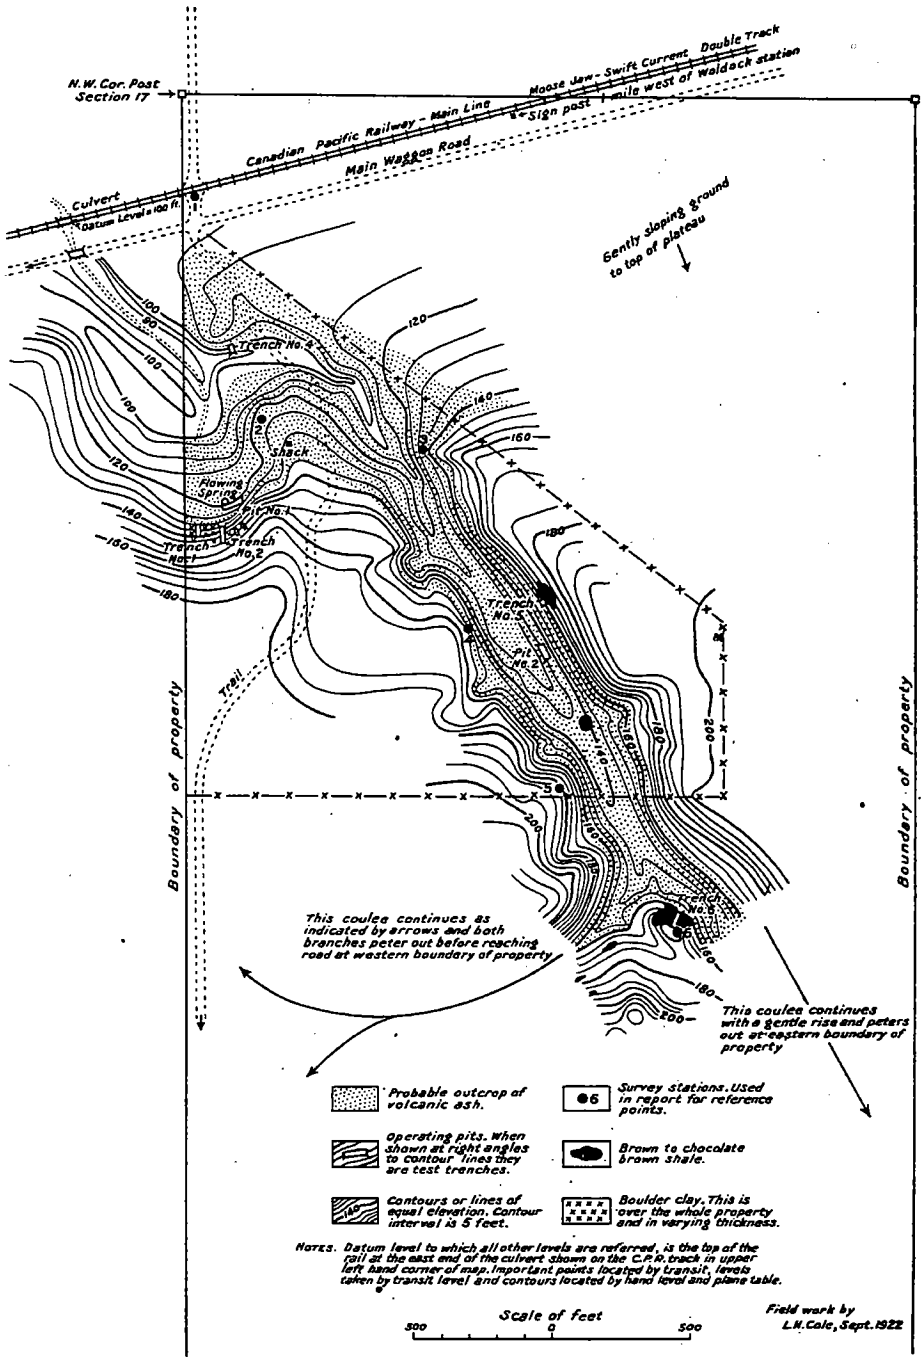 N.W. Cor. Post
Section 17
Moose Jaw - Swift Current Double Track
Sign post 1 mile west of Waldeck station
Canadian Pacific Railway - Main Line
Main Waggon Road
Culvert
Datum Level = 100 ft.
1
Gently sloping ground
to top of plateau
100
90
100
100
120
Trench No. 4
140
160
2
Shack
3
120
Flowing
Spring
Pit No. 1
140
160
Trench
No. 1
Trench
No. 2
180
180
Trench
No. 5
4
Pit
No. 2
Trail
200
180
160
140
Boundary of property
Boundary of property
5
200
140
180
Trench
No. 6
6
160
180
200
This coulee continues as
indicated by arrows and both
branches peter out before reaching
road at western boundary of property
This coulee continues
with a gentle rise and peters
out at eastern boundary of
property
Probable outcrop of
volcanic ash.
6
Survey stations. Used
in report for reference
points.
Operating pits. When
shown at right angles
to contour lines they
are test trenches.
Brown to chocolate
brown shale.
140
Contours or lines of
equal elevation. Contour
interval is 5 feet.
Boulder clay. This is
over the whole property
and in varying thickness.
NOTES. Datum level to which all other levels are referred, is the top of the
rail at the east end of the culvert shown on the C.P.R. track in upper
left hand corner of map. Important points located by transit, levels
taken by transit level and contours located by hand level and plane table.
Scale of feet
500 0 500
Field work by
L.H. Cole, Sept. 1922